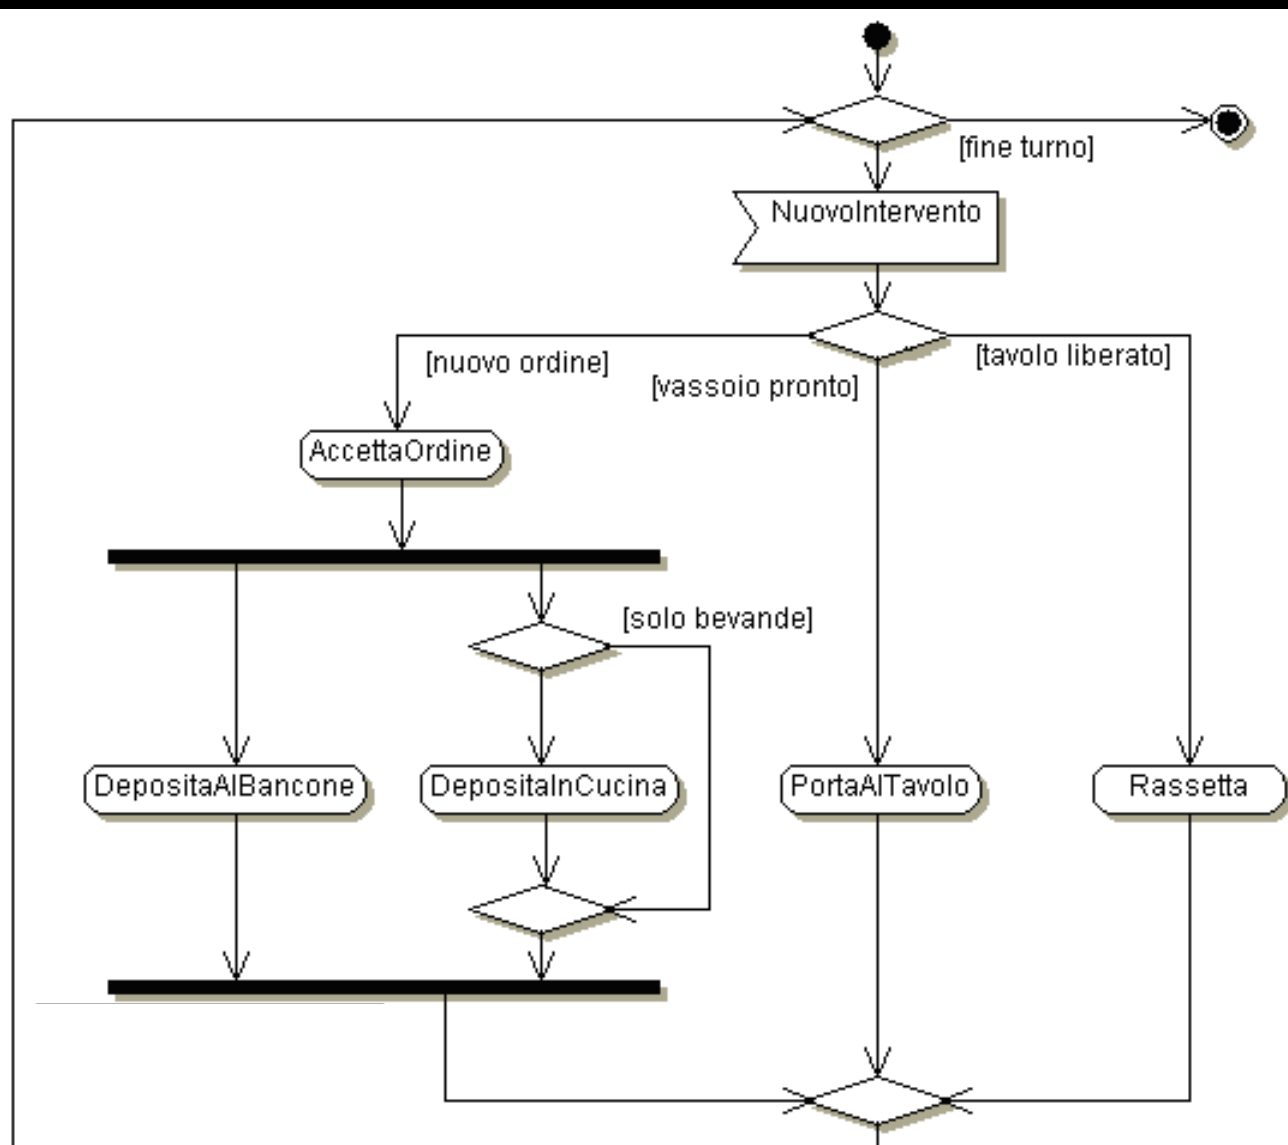 [fine turno]
NuovoIntervento
[nuovo ordine]
[vassoio pronto]
[tavolo liberato]
AccettaOrdine
[solo bevande]
DepositaAlBancone
DepositaInCucina
PortaAlTavolo
Rassetta